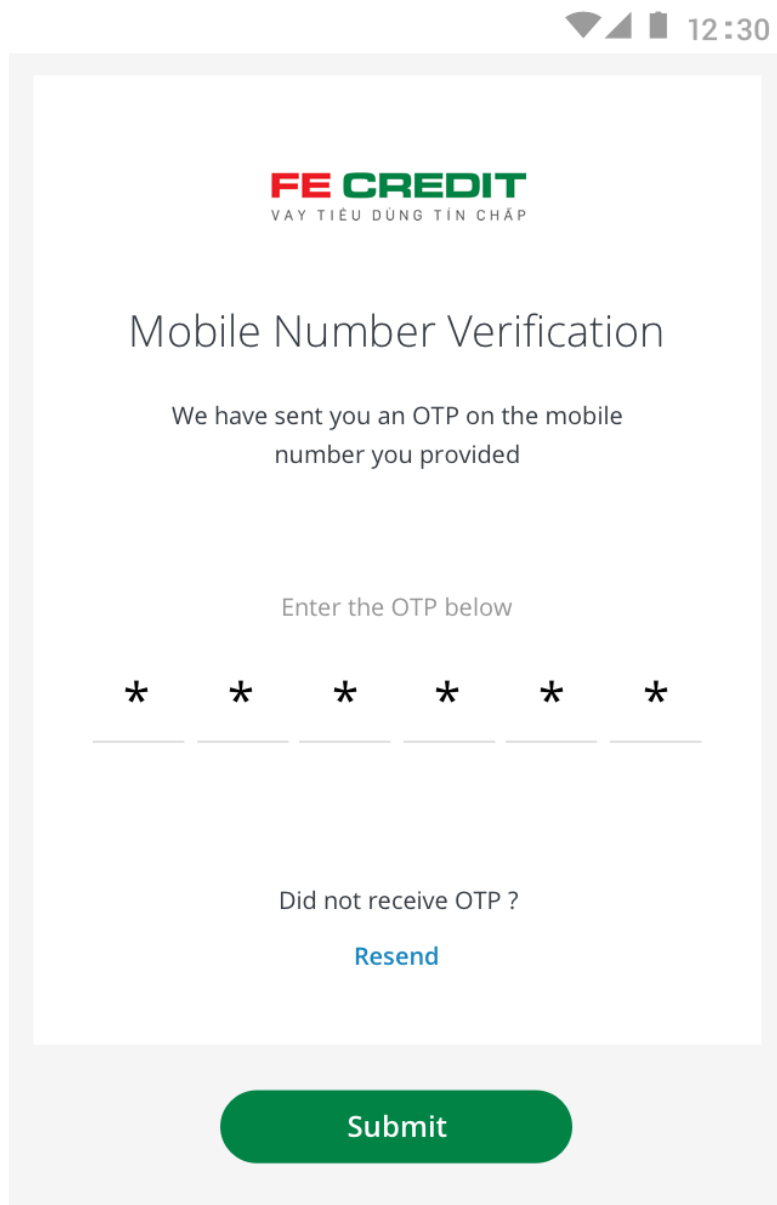 12:30
FE CREDIT
VAY TIÊU DÙNG TÍN CHẤP
Mobile Number Verification
We have sent you an OTP on the mobile
number you provided
Enter the OTP below
* * * * * *
Did not receive OTP ?
Resend
Submit